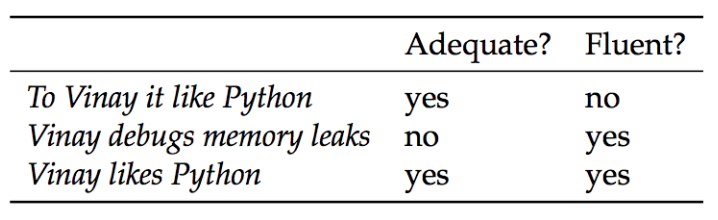 Adequate? Fluent?
To Vinay it like Python yes no
Vinay debugs memory leaks no yes
Vinay likes Python yes yes